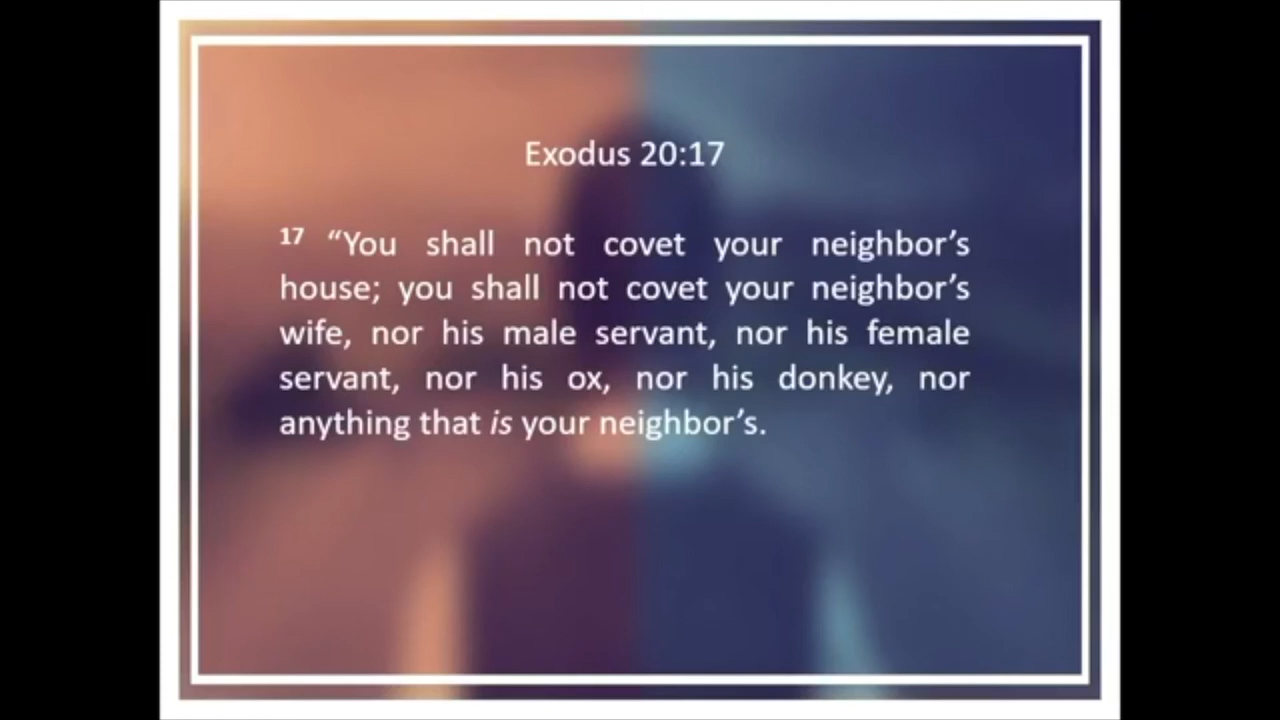 Exodus 20:17
17 “You shall not covet your neighbor’s
house; you shall not covet your neighbor’s
wife, nor his male servant, nor his female
servant, nor his ox, nor his donkey, nor
anything that is your neighbor’s.